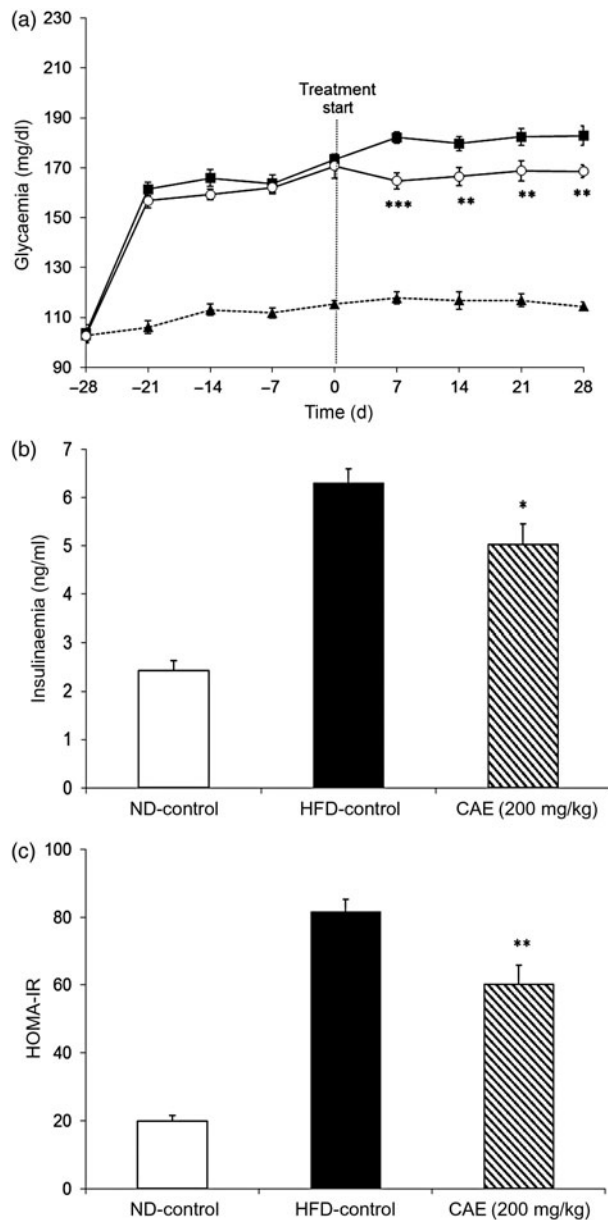 (a)
230
210
190
170
150
130
110
90
Glycaemia (mg/dl)
Treatment
start
***
**
**
**
–28
–21
–14
–7
0
7
14
21
28
Time (d)
(b)
7
6
5
4
3
2
1
0
Insulinaemia (ng/ml)
*
ND-control
HFD-control
CAE (200 mg/kg)
(c)
100
80
60
40
20
0
HOMA-IR
**
ND-control
HFD-control
CAE (200 mg/kg)